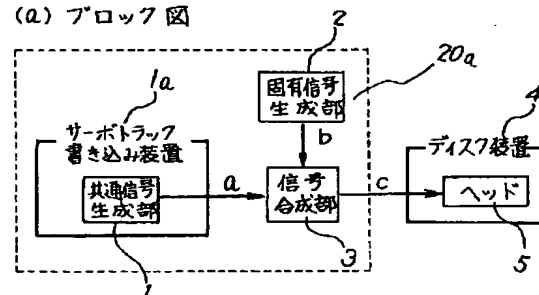 (a) ブロック図
2
1a
20a
固有信号
生成部
4
サーボトラック
書き込み装置
b
ディスク装置
共通信号
生成部
a
信号
合成部
c
ヘッド
1
3
5